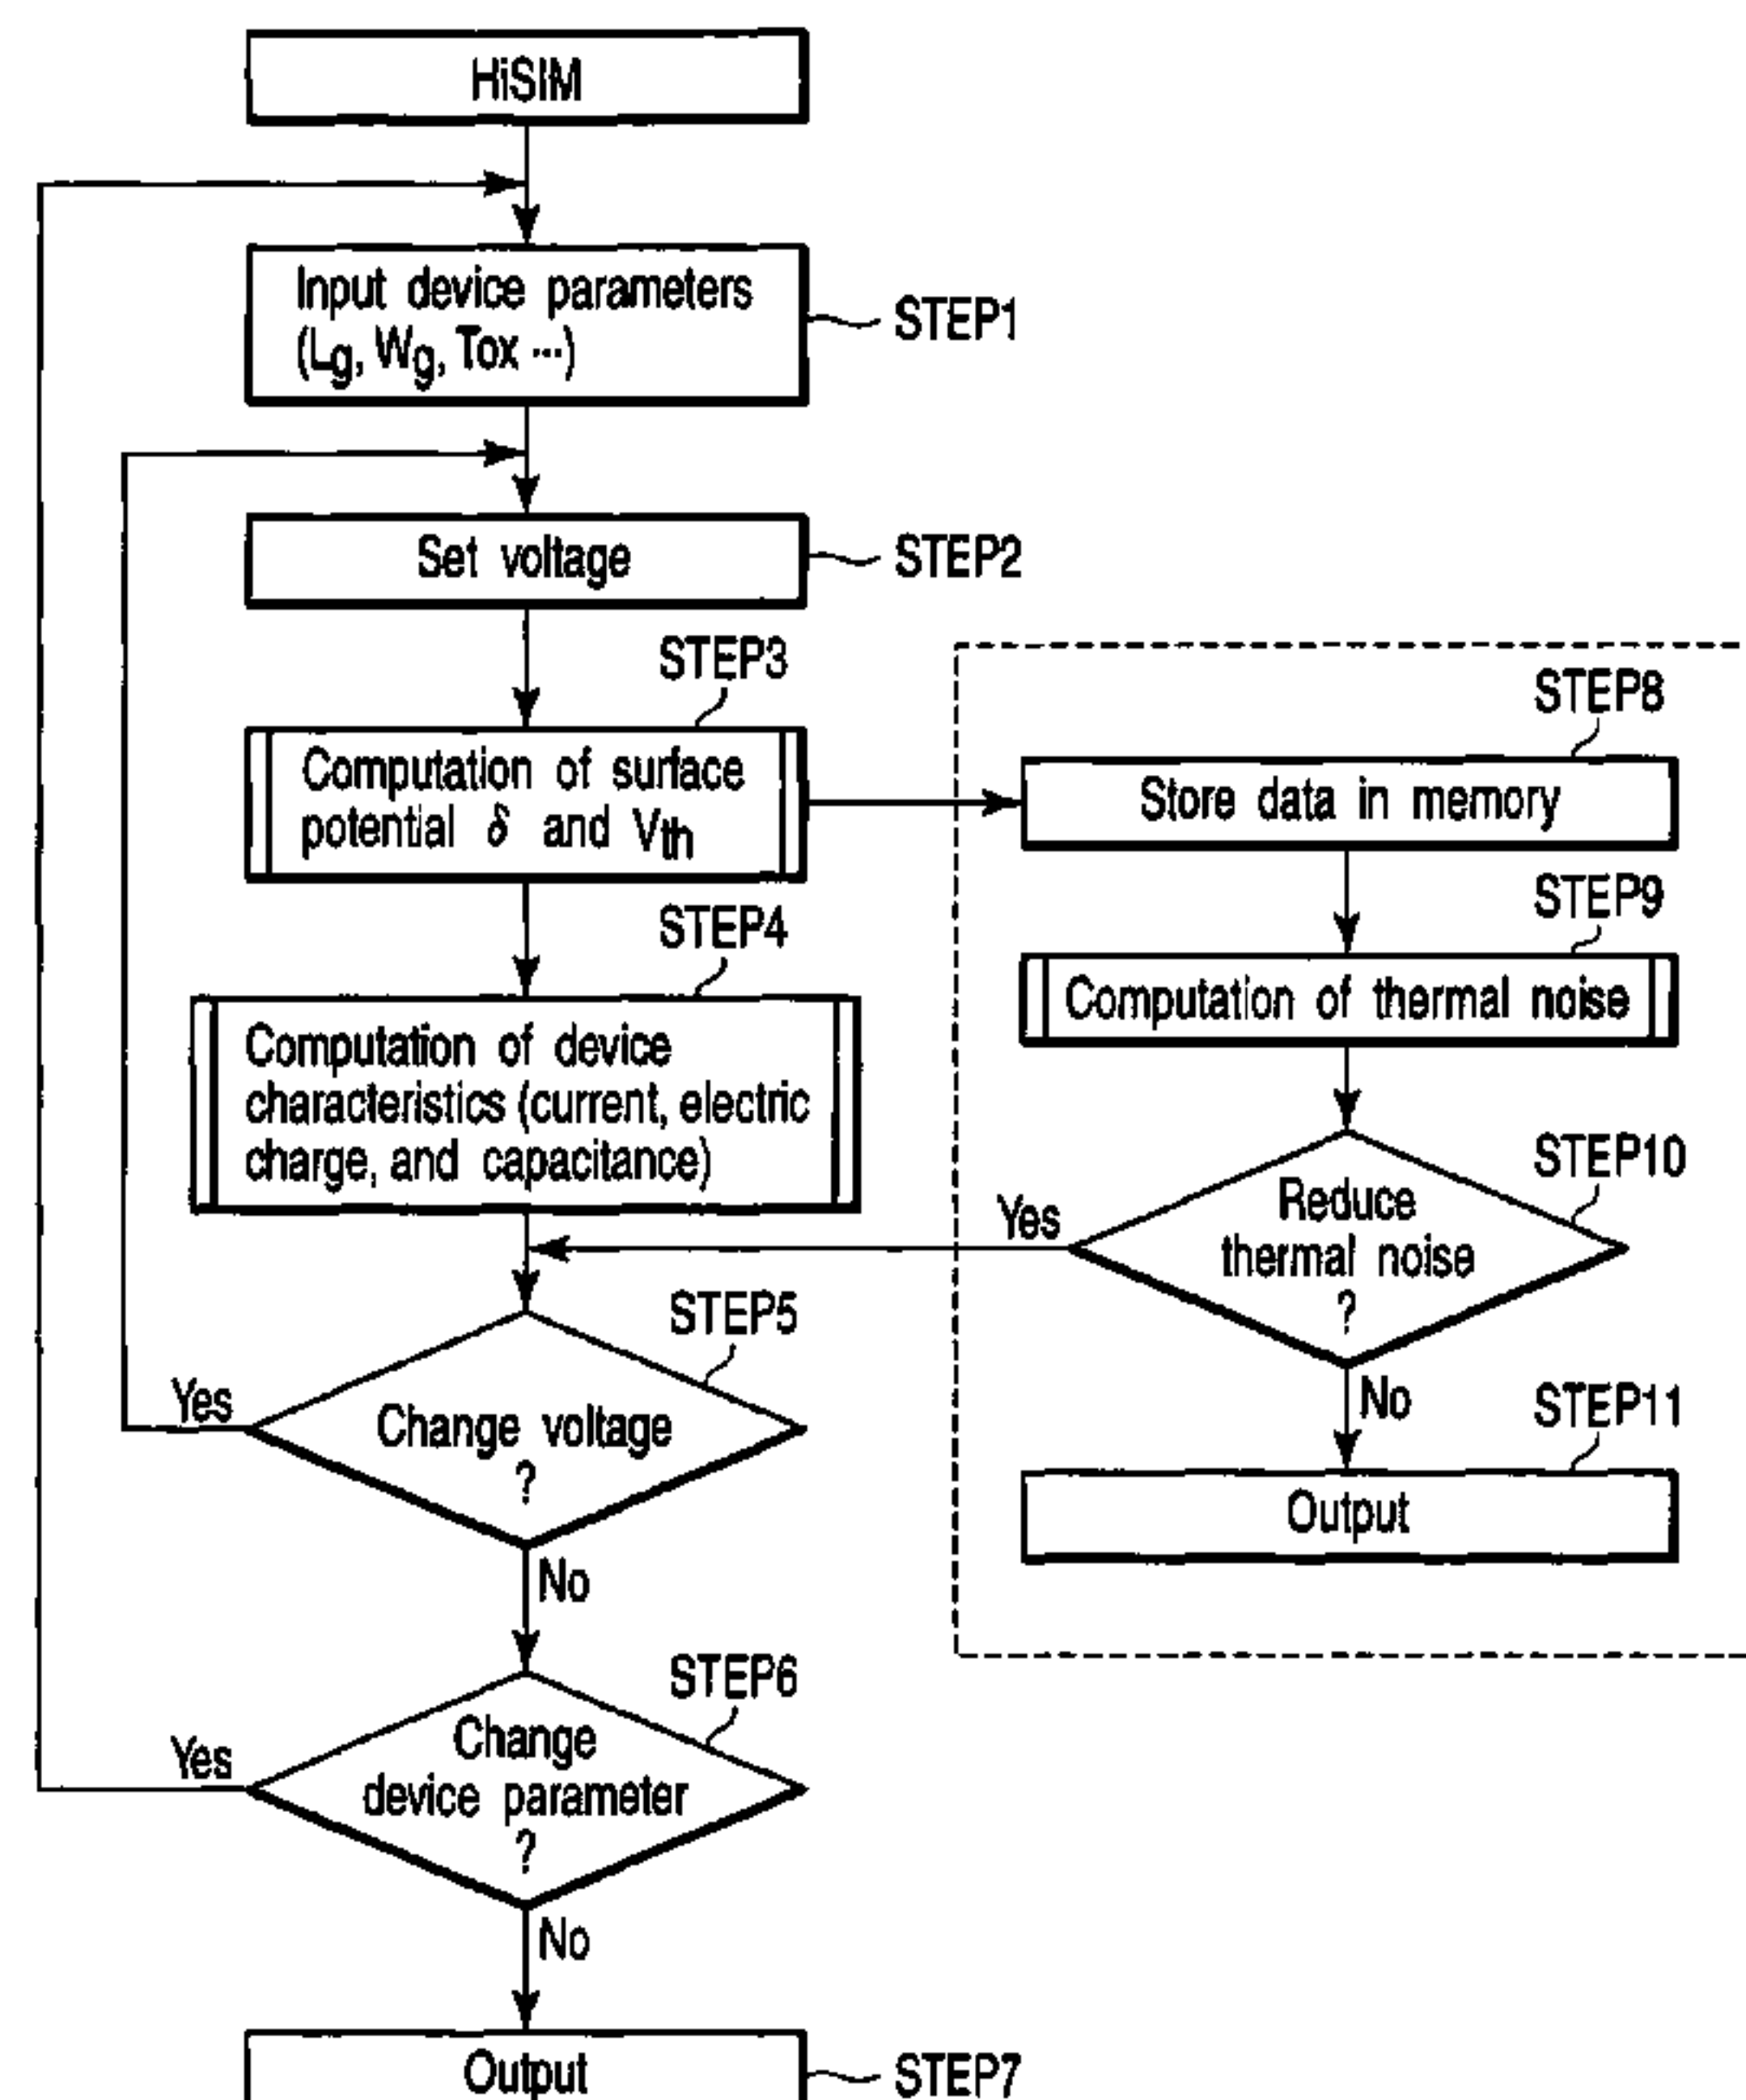 HiSIM
Input device parameters
(Lg, Wg, Tox ···)
STEP1
Set voltage
STEP2
STEP3
Computation of surface
potential δ and Vth
STEP4
Computation of device
characteristics (current, electric
charge, and capacitance)
STEP5
Change voltage
?
Yes
No
STEP6
Change
device parameter
?
Yes
No
Output
STEP7
STEP8
Store data in memory
STEP9
Computation of thermal noise
STEP10
Reduce
thermal noise
?
Yes
No
STEP11
Output